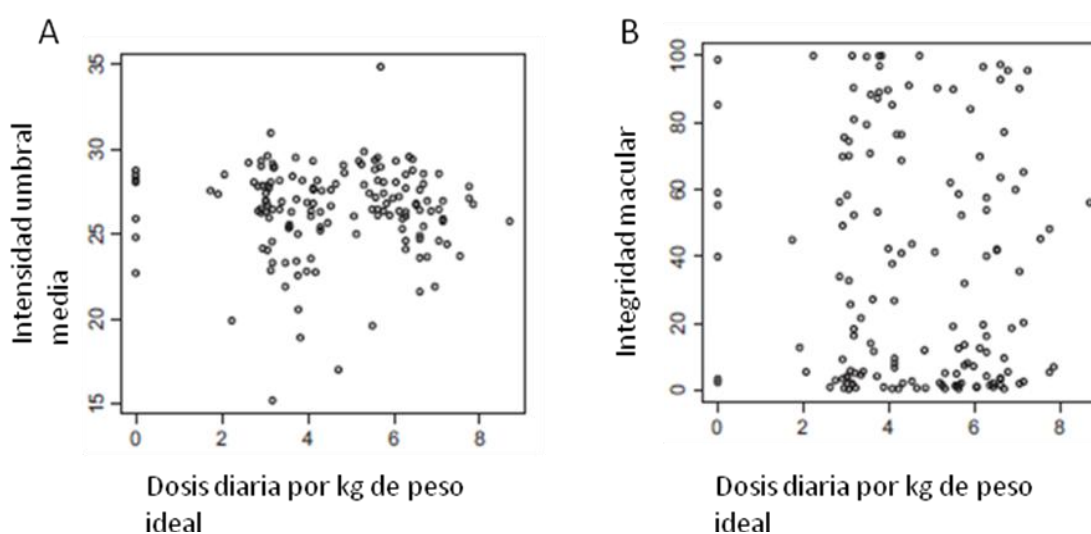 A
Intensidad umbral
media
35
30
25
20
15
0 2 4 6 8
Dosis diaria por kg de peso
ideal
B
Integridad macular
100
80
60
40
20
0
0 2 4 6 8
Dosis diaria por kg de peso
ideal